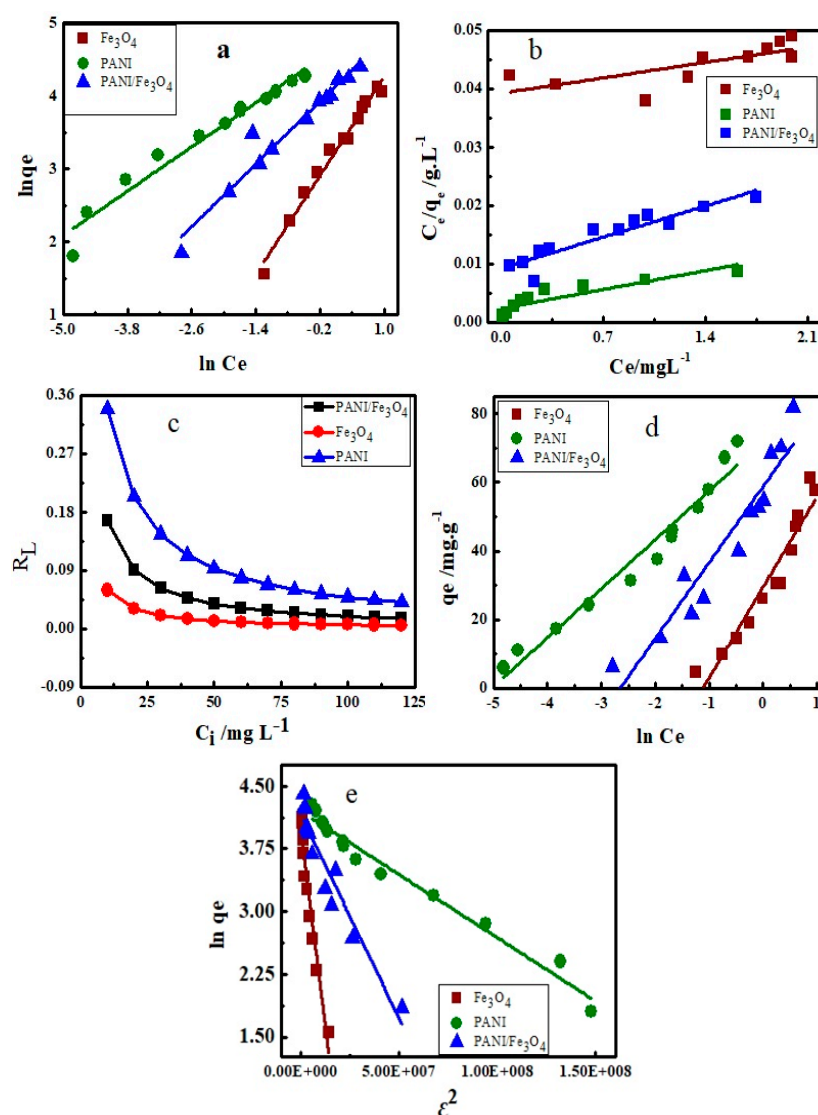 a
Fe3O4
PANI
PANI/Fe3O4
5
4
3
2
1
lnqe
-5.0 -3.8 -2.6 -1.4 -0.2 1.0
ln Ce
b
0.05
0.04
0.03
0.02
0.01
0.00
Ce/qe /g.L-1
Fe3O4
PANI
PANI/Fe3O4
0.0 0.7 1.4 2.1
Ce/mgL-1
c
0.36
0.27
0.18
0.09
0.00
-0.09
RL
PANI/Fe3O4
Fe3O4
PANI
0 25 50 75 100 125
Ci /mg L-1
d
Fe3O4
PANI
PANI/Fe3O4
80
60
40
20
0
qe /mg.g-1
-5 -4 -3 -2 -1 0 1
ln Ce
e
4.50
3.75
3.00
2.25
1.50
ln qe
Fe3O4
PANI
PANI/Fe3O4
0.00E+000 5.00E+007 1.00E+008 1.50E+008
ε2